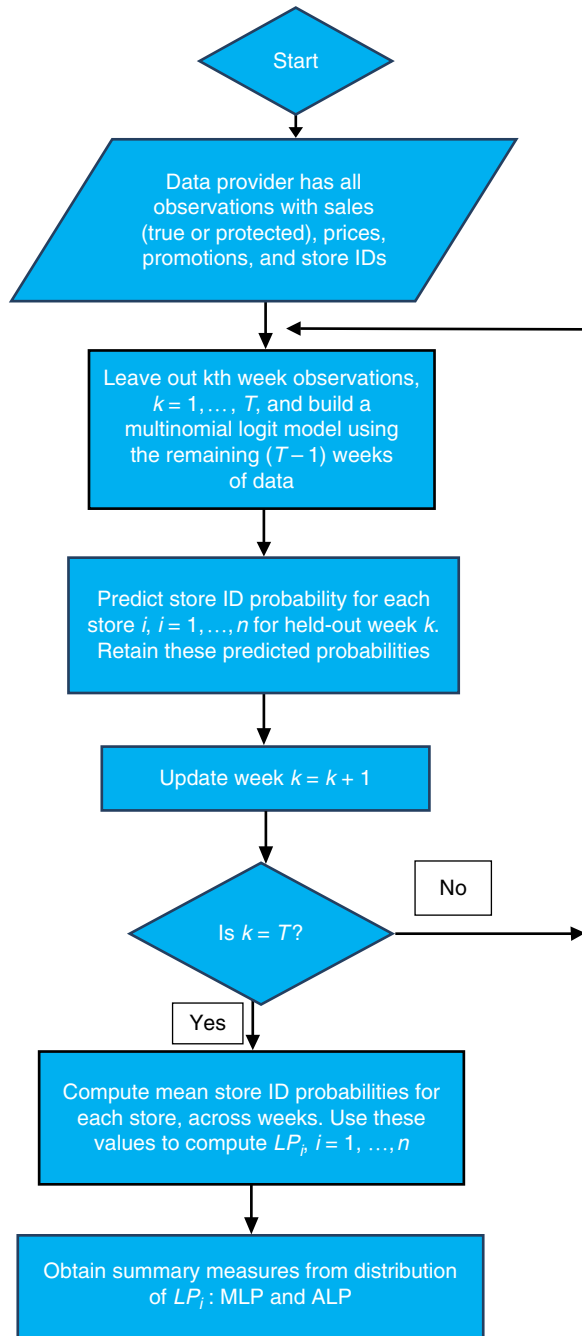 Start
Data provider has all
observations with sales
(true or protected), prices,
promotions, and store IDs
Leave out kth week observations,
k = 1,…, T, and build a
multinomial logit model using
the remaining (T – 1) weeks
of data
Predict store ID probability for each
store i, i = 1,…,n for held-out week k.
Retain these predicted probabilities
Update week k = k + 1
No
Is k = T?
Yes
Compute mean store ID probabilities for
each store, across weeks. Use these
values to compute LPi, i = 1, …,n
Obtain summary measures from distribution
of LPi : MLP and ALP